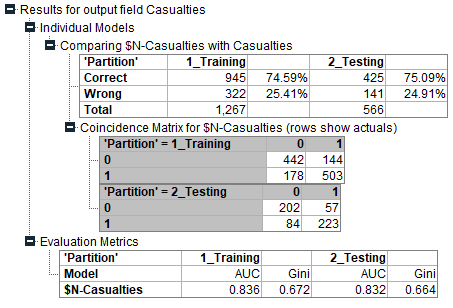 Results for output field Casualties
Individual Models
Comparing $N-Casualties with Casualties
'Partition' 1_Training 2_Testing
Correct 945 74.59% 425 75.09%
Wrong 322 25.41% 141 24.91%
Total 1,267 566
Coincidence Matrix for $N-Casualties (rows show actuals)
'Partition' = 1_Training 0 1
0 442 144
1 178 503
'Partition' = 2_Testing 0 1
0 202 57
1 84 223
Evaluation Metrics
'Partition' 1_Training 2_Testing
Model AUC Gini AUC Gini
$N-Casualties 0.836 0.672 0.832 0.664